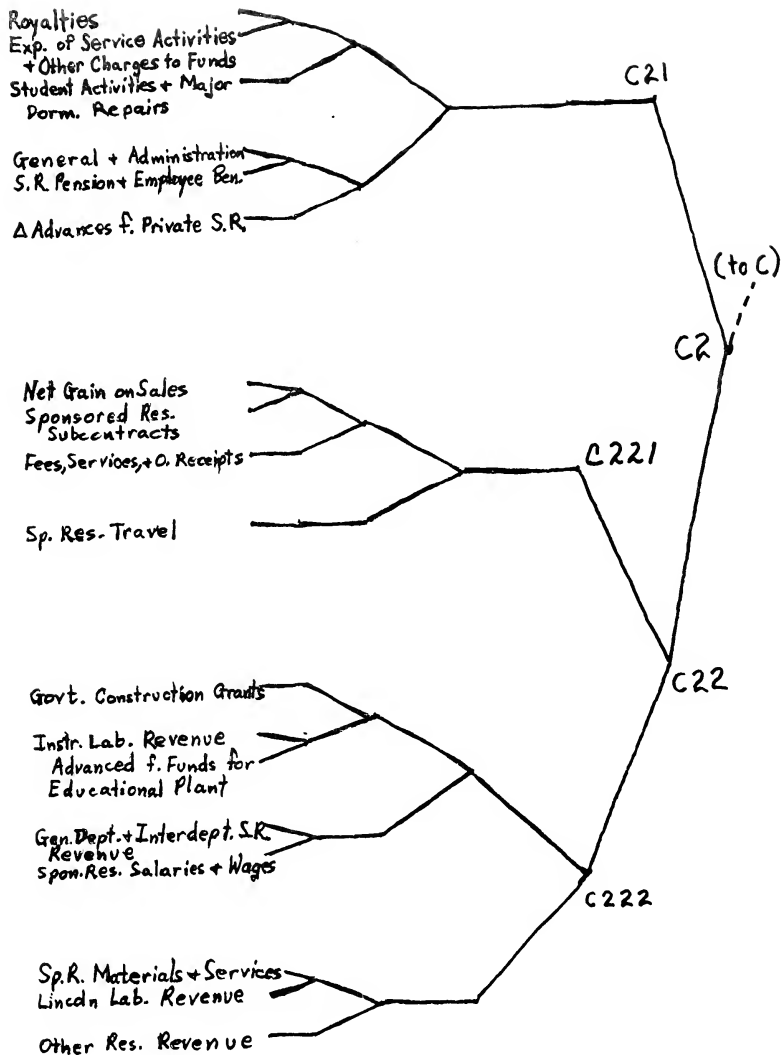 Royalties
Exp. of Service Activities
+ Other Charges to Funds
Student Activities + Major
Dorm. Repairs
C21
General + Administration
S.R. Pension + Employee Ben.
Δ Advances f. Private S.R.
(to C)
C2
Net Gain on Sales
Sponsored Res.
Subcontracts
Fees, Services, + O. Receipts
C221
Sp. Res. Travel
C22
Govt. Construction Grants
Instr. Lab. Revenue
Advanced f. Funds for
Educational Plant
Gen. Dept. + Interdept. S.R.
Revenue
Spon. Res. Salaries + Wages
C222
Sp. R. Materials + Services
Lincoln Lab. Revenue
Other Res. Revenue